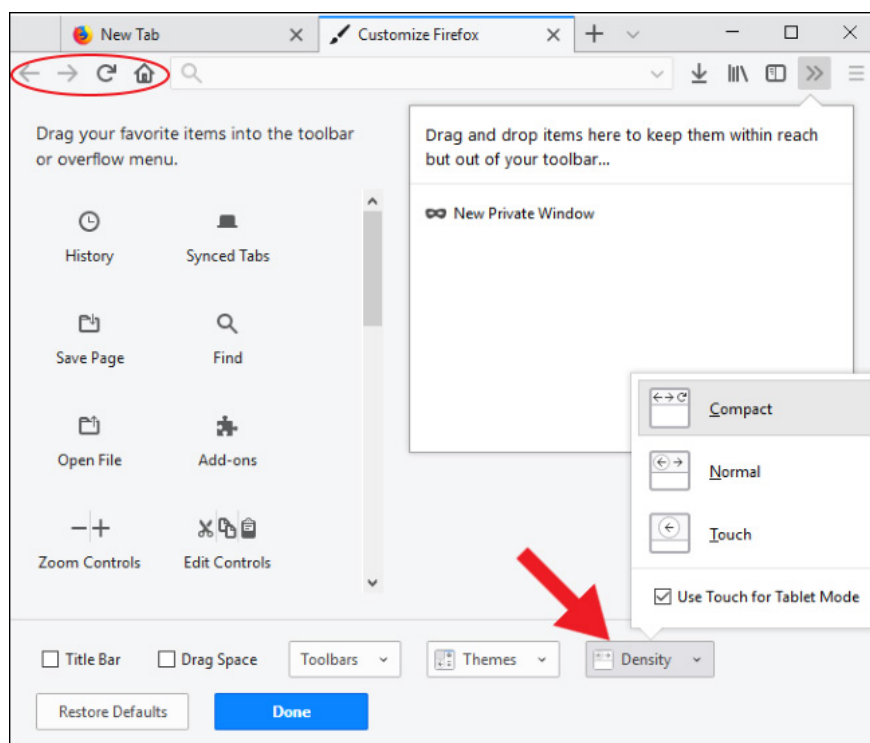 New Tab
Customize Firefox
Drag your favorite items into the toolbar
or overflow menu.
History
Synced Tabs
Save Page
Find
Open File
Add-ons
Zoom Controls
Edit Controls
Drag and drop items here to keep them within reach
but out of your toolbar...
New Private Window
Compact
Normal
Touch
Use Touch for Tablet Mode
Title Bar
Drag Space
Toolbars
Themes
Density
Restore Defaults
Done